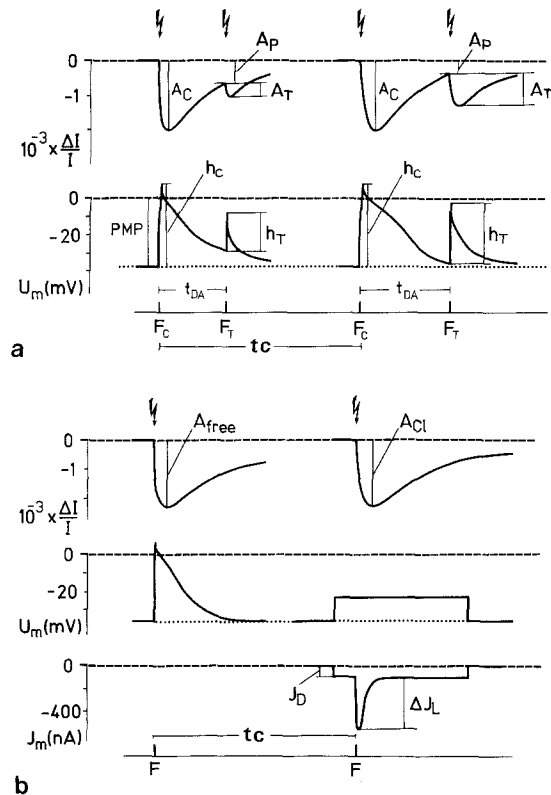 A_P A_P
0
A_C A_T A_C A_T
-1
10^-3 × ΔI/I
h_C h_C
0
PMP h_T h_T
-20
U_m(mV) t_DA t_DA
F_C F_T F_C F_T
a tc
A_free A_Cl
0
-1
10^-3 × ΔI/I
0
-20
U_m(mV)
0
J_D ΔJ_L
-400
J_m(nA) tc
F F
b